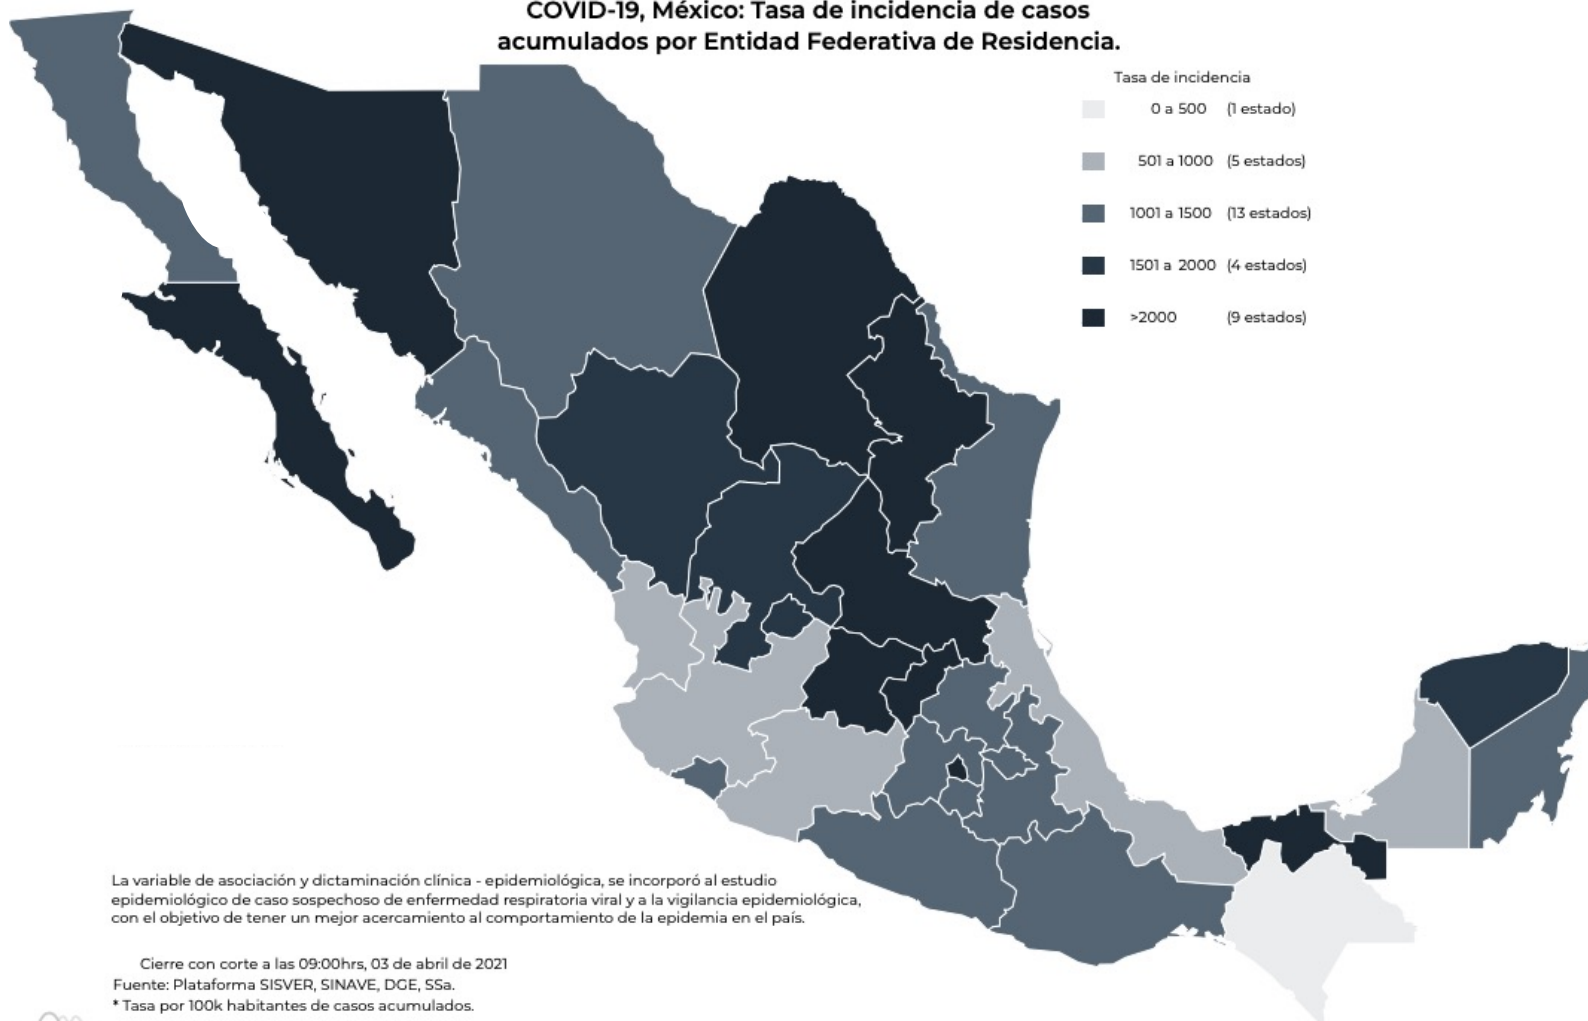 COVID-19, México: Tasa de incidencia de casos
acumulados por Entidad Federativa de Residencia.
Tasa de incidencia
0 a 500 (1 estado)
501 a 1000 (5 estados)
1001 a 1500 (13 estados)
1501 a 2000 (4 estados)
>2000 (9 estados)
La variable de asociación y dictaminación clínica - epidemiológica, se incorporó al estudio
epidemiológico de caso sospechoso de enfermedad respiratoria viral y a la vigilancia epidemiológica,
con el objetivo de tener un mejor acercamiento al comportamiento de la epidemia en el país.
Cierre con corte a las 09:00hrs, 03 de abril de 2021
Fuente: Plataforma SISVER, SINAVE, DGE, SSa.
* Tasa por 100k habitantes de casos acumulados.